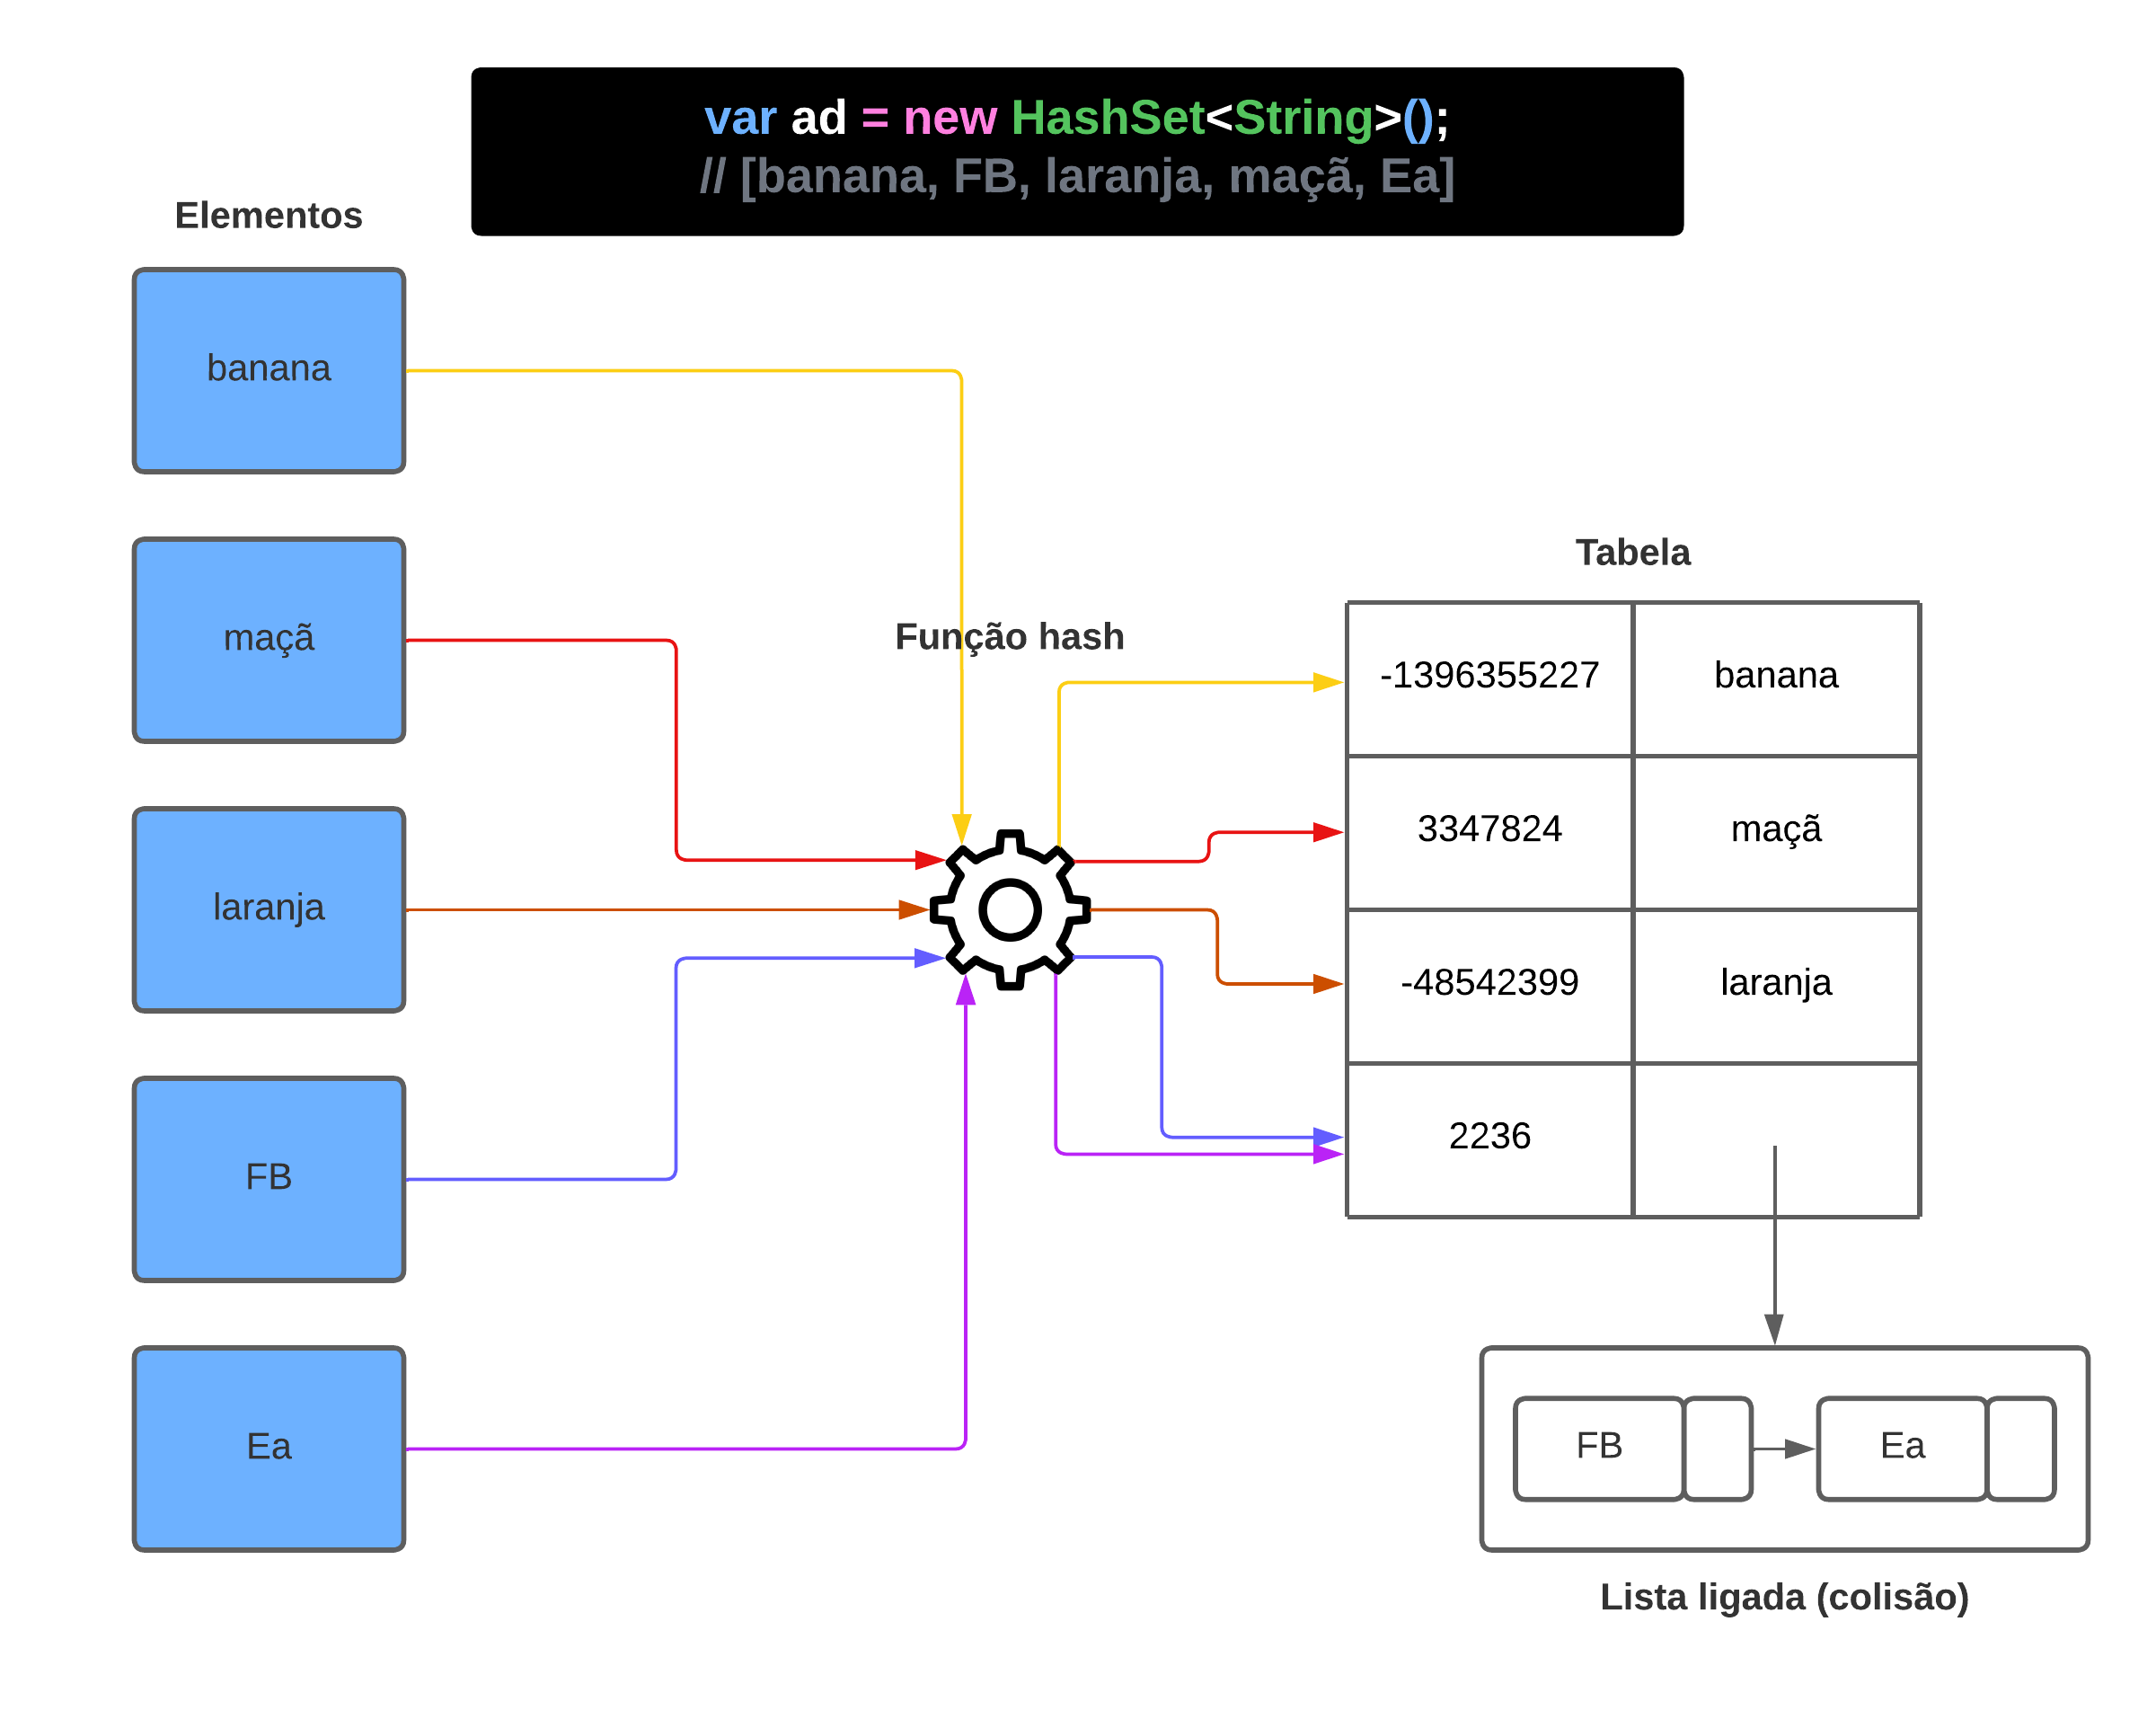 var ad = new HashSet<String>();
// [banana, FB, laranja, maçã, Ea]
Elementos
banana
maçã
laranja
FB
Ea
Função hash
Tabela
-1396355227 banana
3347824 maçã
-48542399 laranja
2236
FB Ea
Lista ligada (colisão)